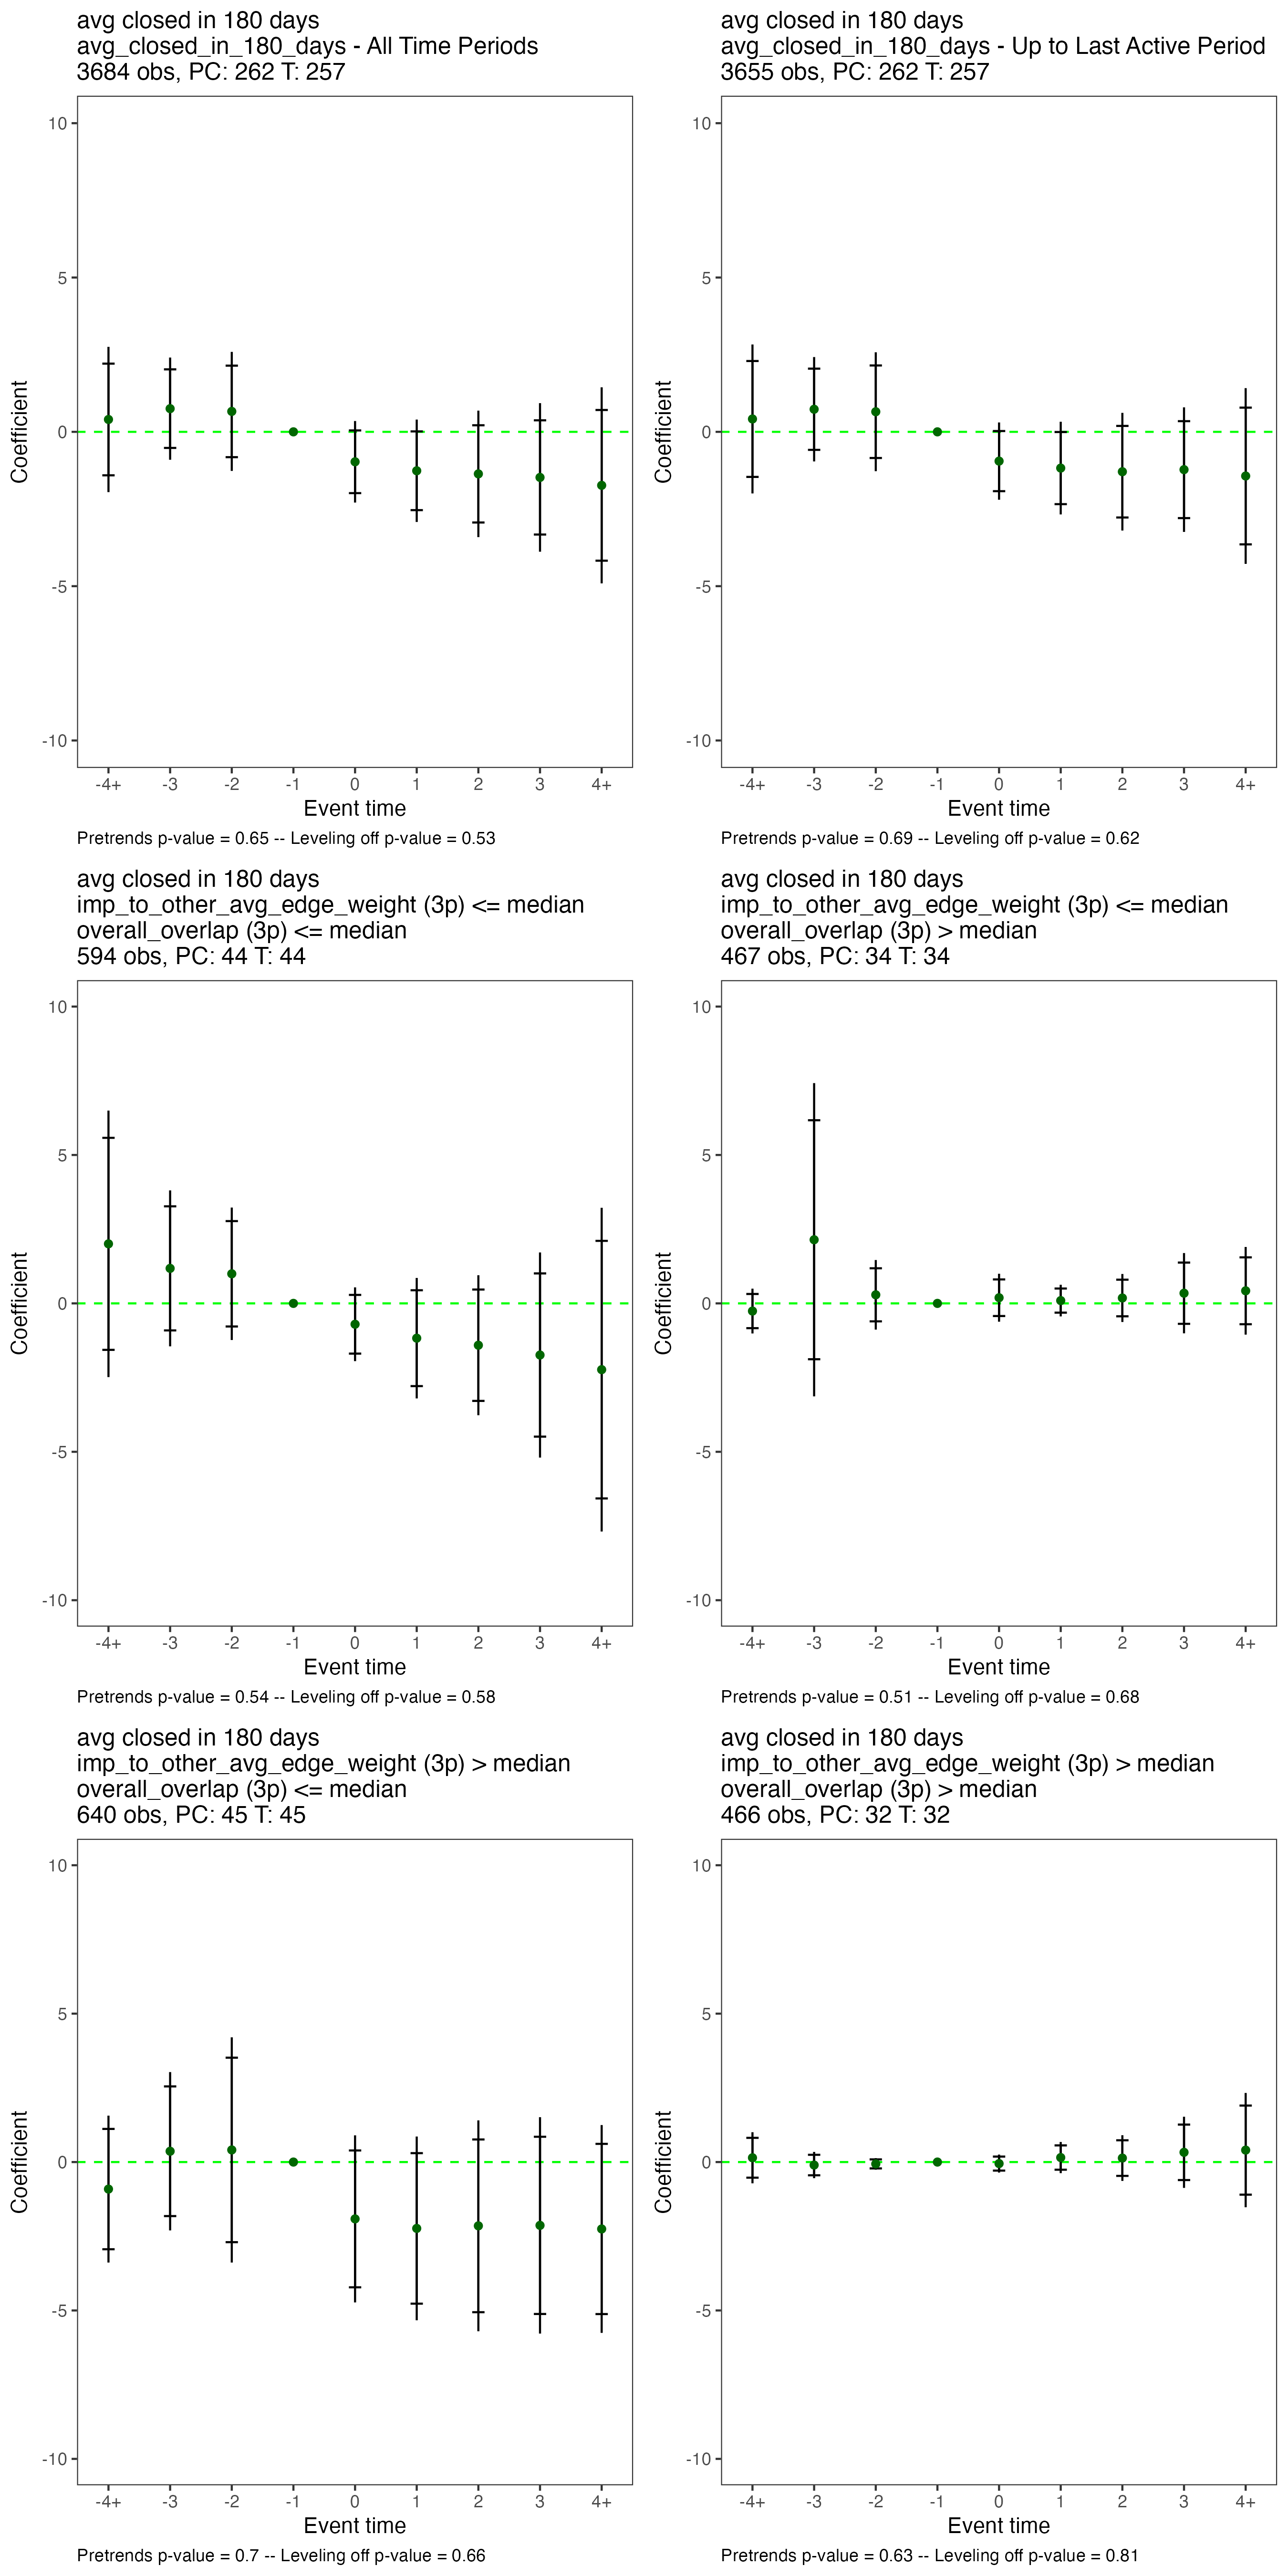 avg closed in 180 days
avg_closed_in_180_days - All Time Periods
3684 obs, PC: 262 T: 257
10
5
0
-5
-10
Coefficient
-4+ -3 -2 -1 0 1 2 3 4+
Event time
Pretrends p-value = 0.65 -- Leveling off p-value = 0.53
avg closed in 180 days
avg_closed_in_180_days - Up to Last Active Period
3655 obs, PC: 262 T: 257
10
5
0
-5
-10
Coefficient
-4+ -3 -2 -1 0 1 2 3 4+
Event time
Pretrends p-value = 0.69 -- Leveling off p-value = 0.62
avg closed in 180 days
imp_to_other_avg_edge_weight (3p) <= median
overall_overlap (3p) <= median
594 obs, PC: 44 T: 44
10
5
0
-5
-10
Coefficient
-4+ -3 -2 -1 0 1 2 3 4+
Event time
Pretrends p-value = 0.54 -- Leveling off p-value = 0.58
avg closed in 180 days
imp_to_other_avg_edge_weight (3p) <= median
overall_overlap (3p) > median
467 obs, PC: 34 T: 34
10
5
0
-5
-10
Coefficient
-4+ -3 -2 -1 0 1 2 3 4+
Event time
Pretrends p-value = 0.51 -- Leveling off p-value = 0.68
avg closed in 180 days
imp_to_other_avg_edge_weight (3p) > median
overall_overlap (3p) <= median
640 obs, PC: 45 T: 45
10
5
0
-5
-10
Coefficient
-4+ -3 -2 -1 0 1 2 3 4+
Event time
Pretrends p-value = 0.7 -- Leveling off p-value = 0.66
avg closed in 180 days
imp_to_other_avg_edge_weight (3p) > median
overall_overlap (3p) > median
466 obs, PC: 32 T: 32
10
5
0
-5
-10
Coefficient
-4+ -3 -2 -1 0 1 2 3 4+
Event time
Pretrends p-value = 0.63 -- Leveling off p-value = 0.81